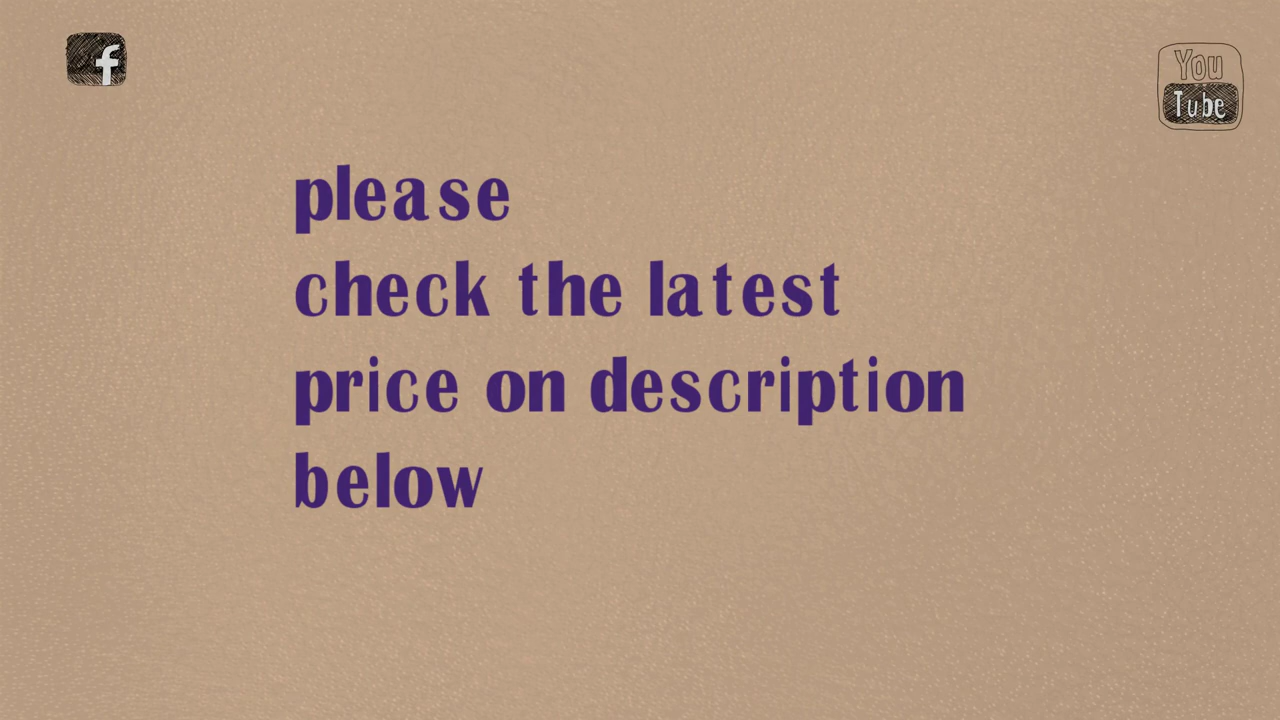 f
You
Tube
please
check the latest
price on description
below